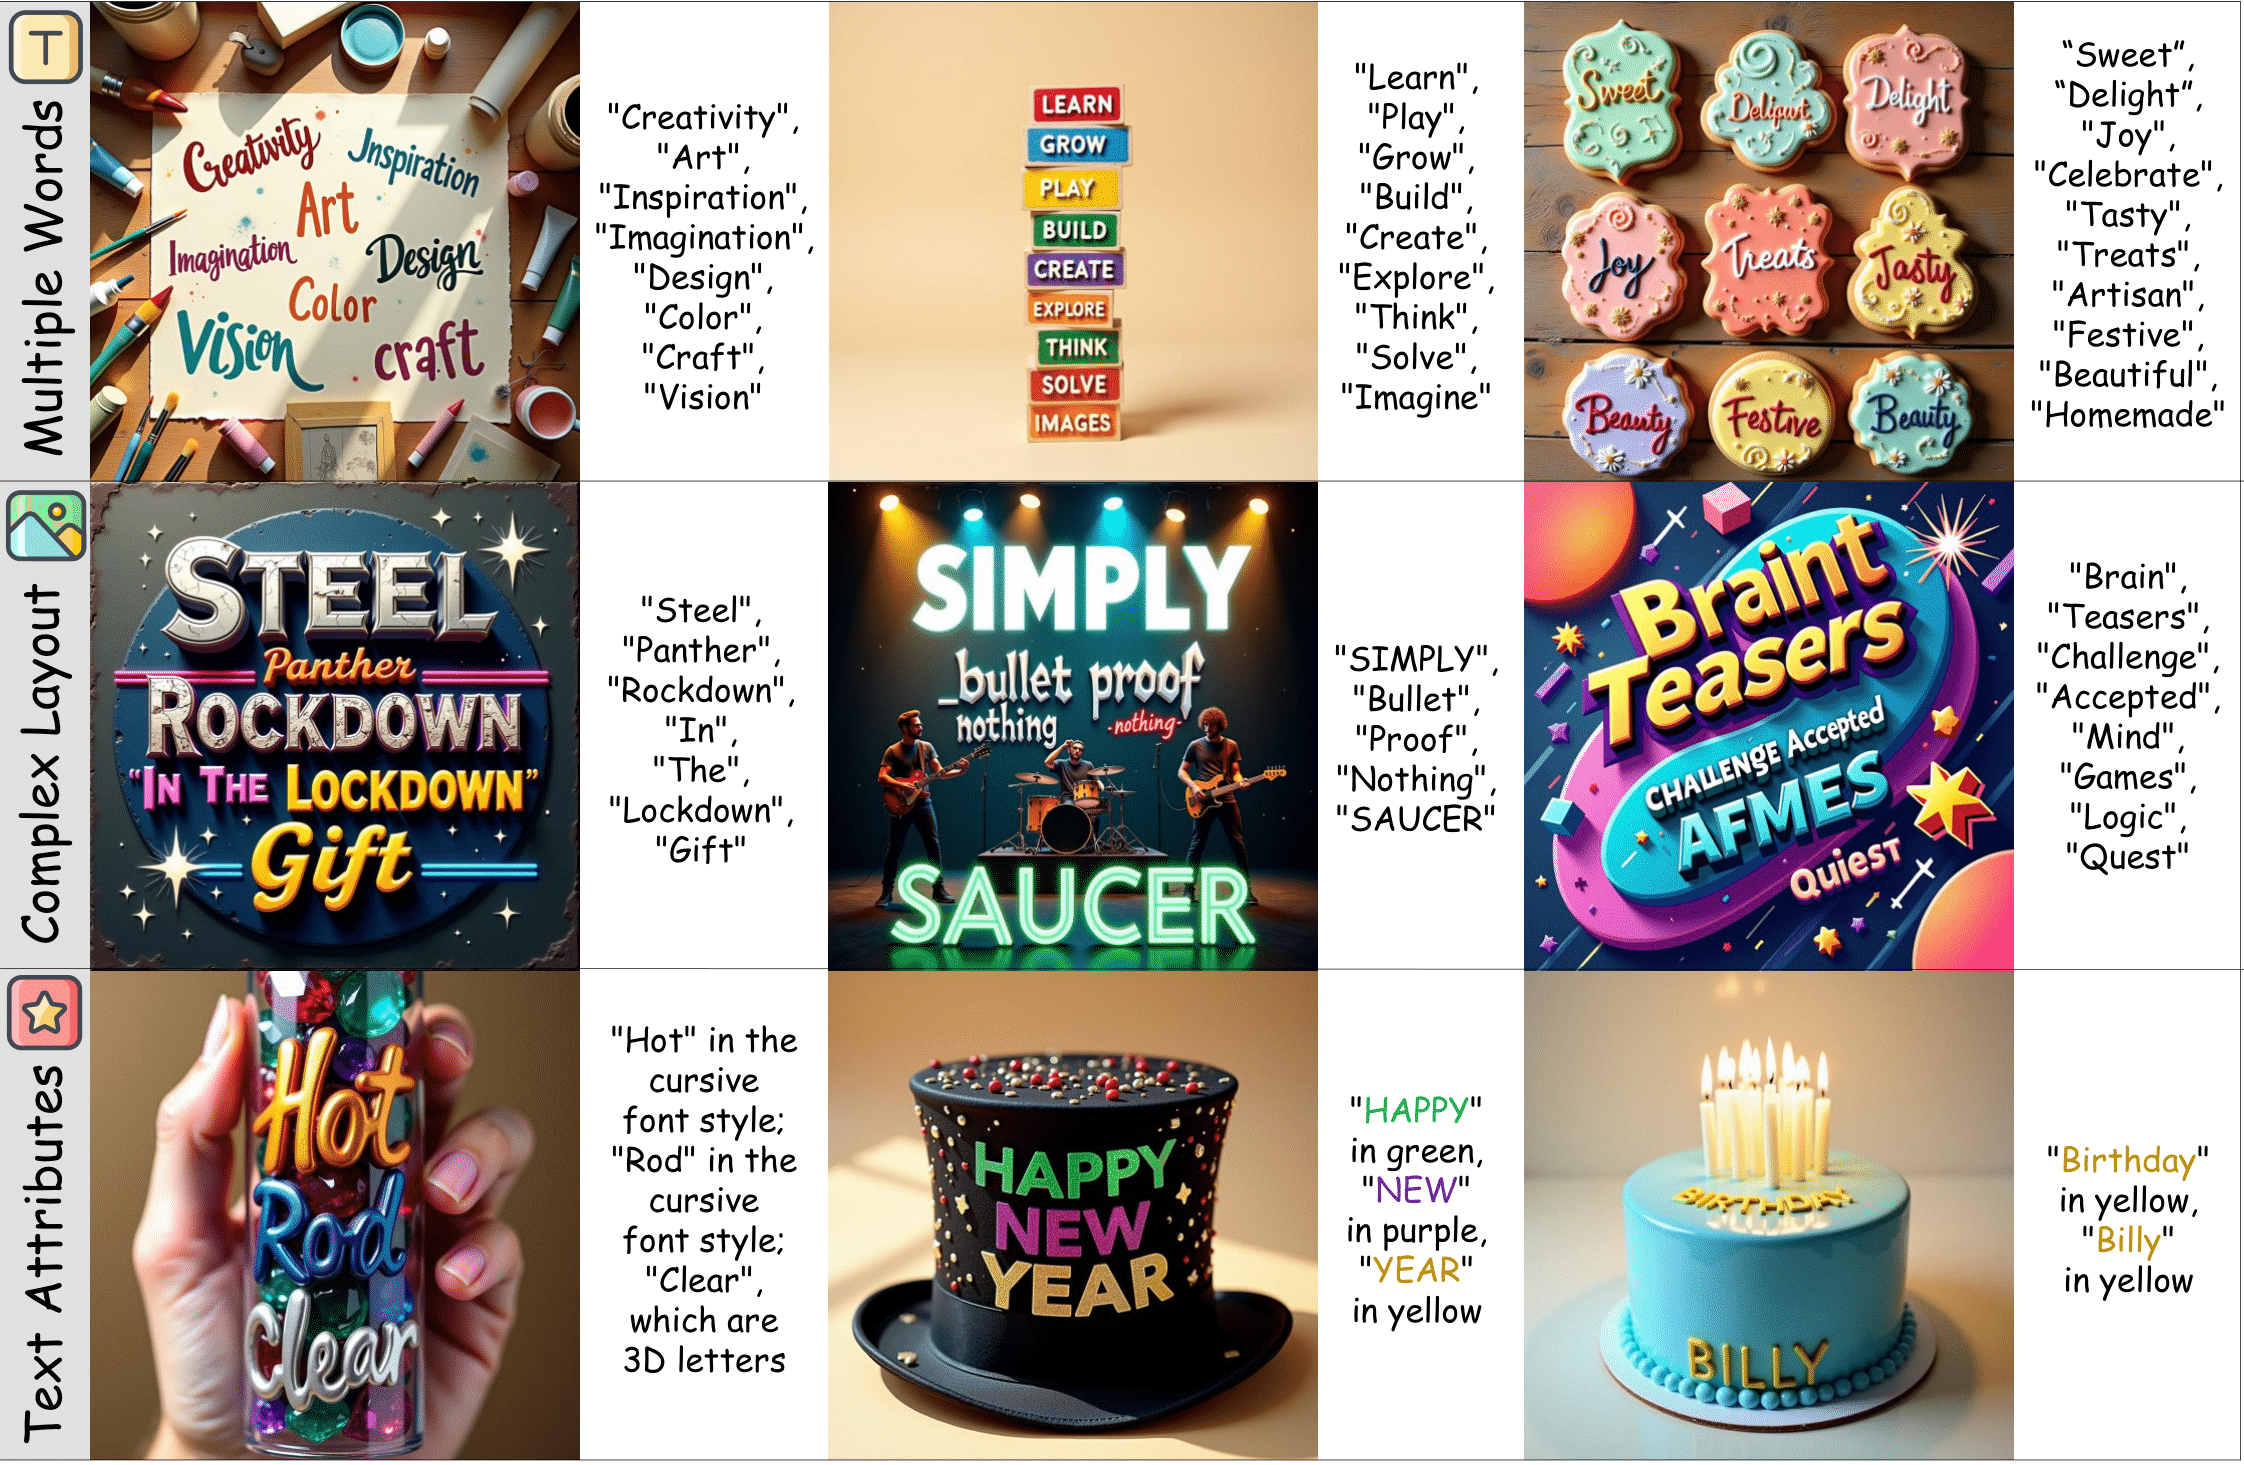 T
Multiple Words
Creativity
Inspiration
Art
Imagination
Design
Color
Vision
craft
"Creativity",
"Art",
"Inspiration",
"Imagination",
"Design",
"Color",
"Craft",
"Vision"
LEARN
GROW
PLAY
BUILD
CREATE
EXPLORE
THINK
SOLVE
IMAGES
"Learn",
"Play",
"Grow",
"Build",
"Create",
"Explore",
"Think",
"Solve",
"Imagine"
Sweet
Delight
Joy
Treats
Tasty
Beauty
Festive
Beauty
“Sweet”,
“Delight”,
"Joy",
"Celebrate",
"Tasty",
"Treats",
"Artisan",
"Festive",
"Beautiful",
"Homemade"
Complex Layout
STEEL
Panther
ROCKDOWN
“IN THE LOCKDOWN”
Gift
"Steel",
"Panther",
"Rockdown",
"In",
"The",
"Lockdown",
"Gift"
SIMPLY
_bullet proof
nothing
-nothing-
SAUCER
"SIMPLY",
"Bullet",
"Proof",
"Nothing",
"SAUCER"
Braint
Teasers
CHALLENGE Accepted
AFMES
QuiesT
"Brain",
"Teasers",
"Challenge",
"Accepted",
"Mind",
"Games",
"Logic",
"Quest"
Text Attributes
Hot
Rod
Clear
"Hot" in the
cursive
font style;
"Rod" in the
cursive
font style;
"Clear",
which are
3D letters
HAPPY
NEW
YEAR
"HAPPY"
in green,
"NEW"
in purple,
"YEAR"
in yellow
BIRTHDAY
BILLY
"Birthday"
in yellow,
"Billy"
in yellow